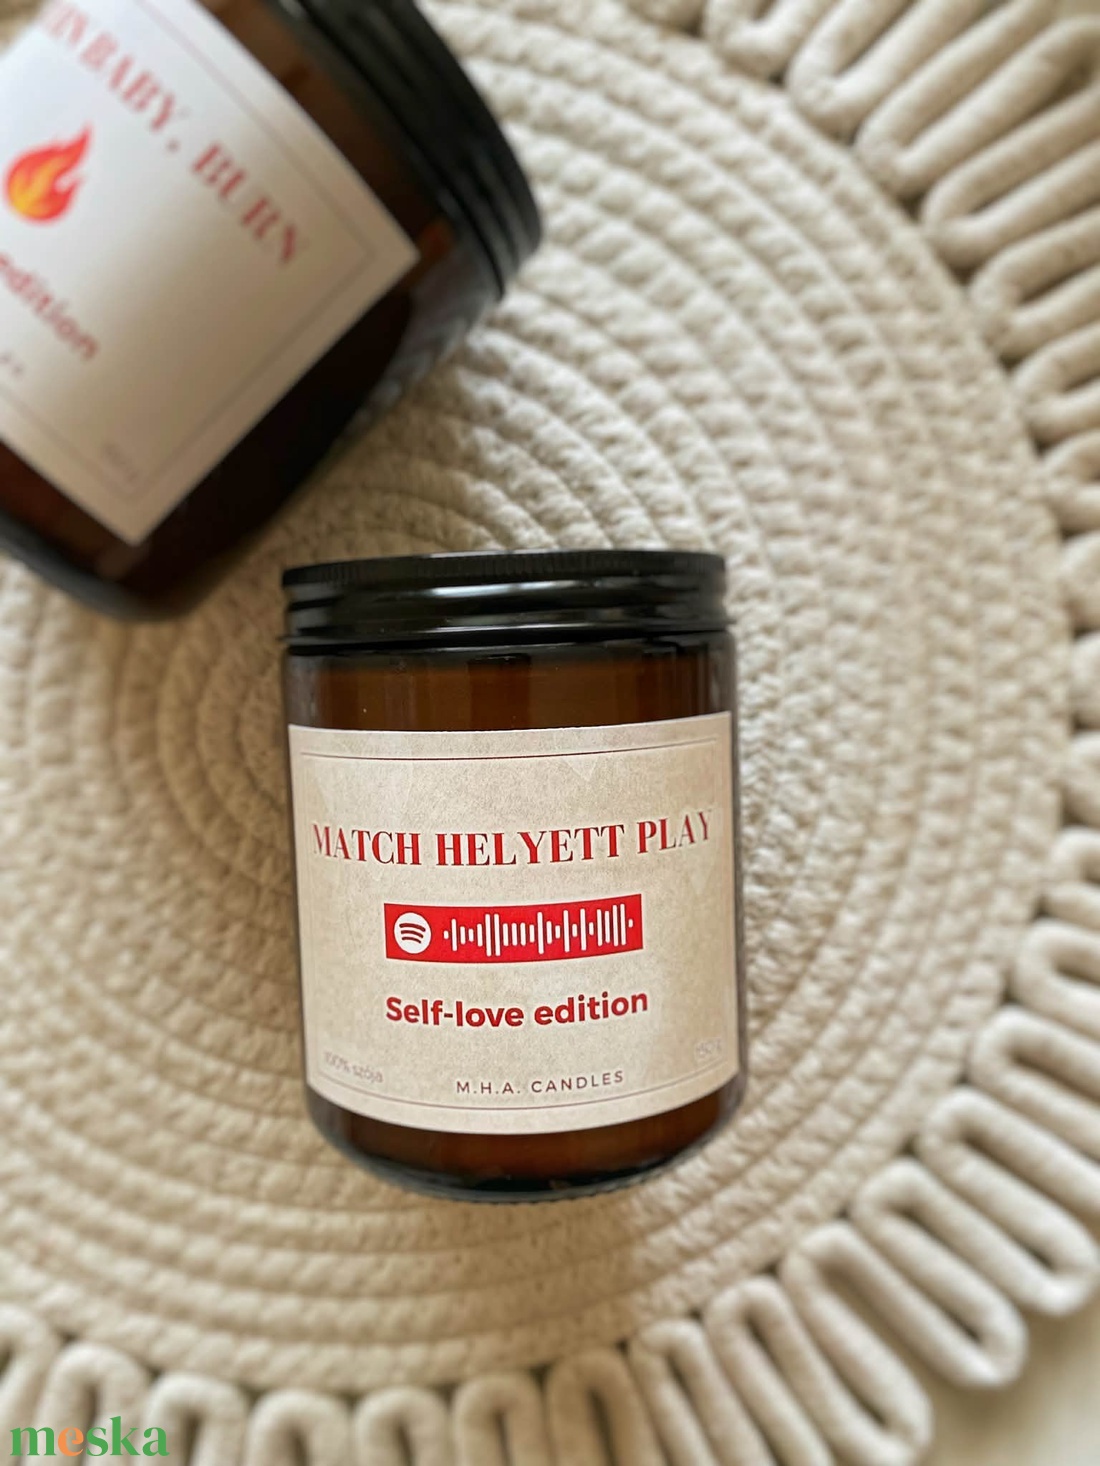 BABY, BURN
edition
MATCH HELYETT PLAY
Self-love edition
100% szója
150 g
M.H.A. CANDLES
meska